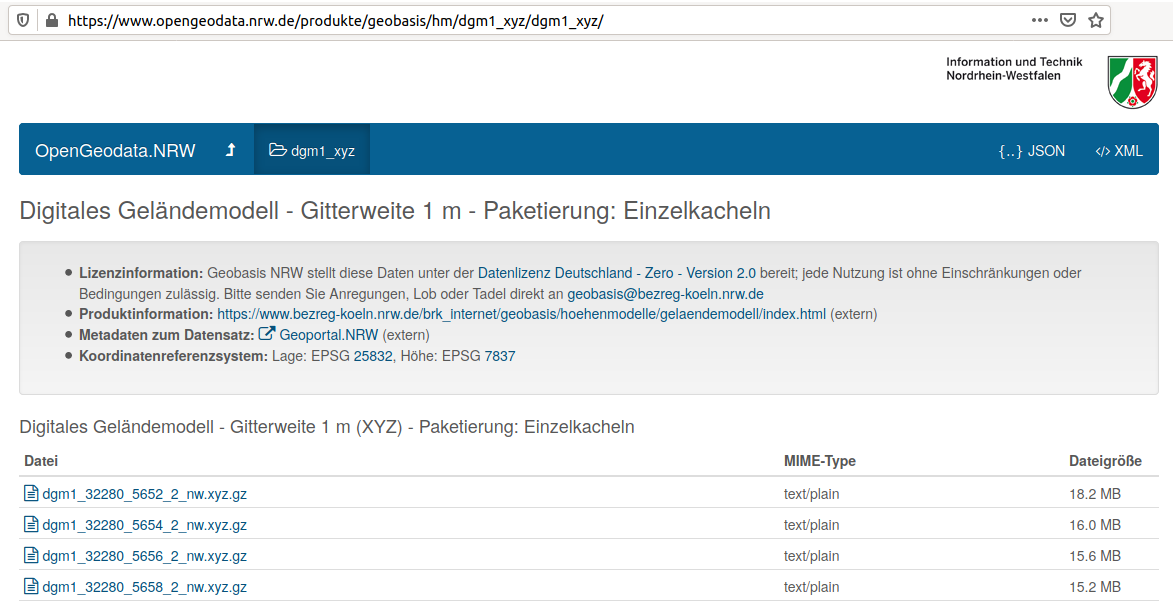 https://www.opengeodata.nrw.de/produkte/geobasis/hm/dgm1_xyz/dgm1_xyz/
Information und Technik
Nordrhein-Westfalen
OpenGeodata.NRW dgm1_xyz {..} JSON </> XML
Digitales Geländemodell - Gitterweite 1 m - Paketierung: Einzelkacheln
• Lizenzinformation: Geobasis NRW stellt diese Daten unter der Datenlizenz Deutschland - Zero - Version 2.0 bereit; jede Nutzung ist ohne Einschränkungen oder
Bedingungen zulässig. Bitte senden Sie Anregungen, Lob oder Tadel direkt an geobasis@bezreg-koeln.nrw.de
• Produktinformation: https://www.bezreg-koeln.nrw.de/brk_internet/geobasis/hoehenmodelle/gelaendemodell/index.html (extern)
• Metadaten zum Datensatz: Geoportal.NRW (extern)
• Koordinatenreferenzsystem: Lage: EPSG 25832, Höhe: EPSG 7837
Digitales Geländemodell - Gitterweite 1 m (XYZ) - Paketierung: Einzelkacheln
Datei MIME-Type Dateigröße
dgm1_32280_5652_2_nw.xyz.gz text/plain 18.2 MB
dgm1_32280_5654_2_nw.xyz.gz text/plain 16.0 MB
dgm1_32280_5656_2_nw.xyz.gz text/plain 15.6 MB
dgm1_32280_5658_2_nw.xyz.gz text/plain 15.2 MB